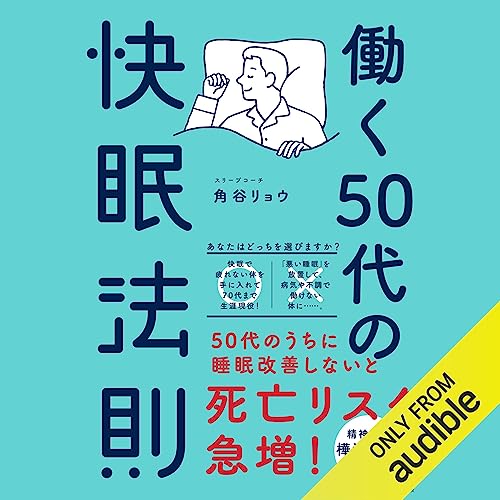 働く50代の
快眠法則
スリープコーチ
角谷リョウ
あなたはどっちを選びますか？
快眠で
疲れない体を
手に入れて
70代まで
生涯現役！
「悪い睡眠」を
放置して、
病気や不調で
働けない
体に……。
50代のうちに
睡眠改善しないと
死亡リスク
急増！
精神
樺
ONLY FROM
audible